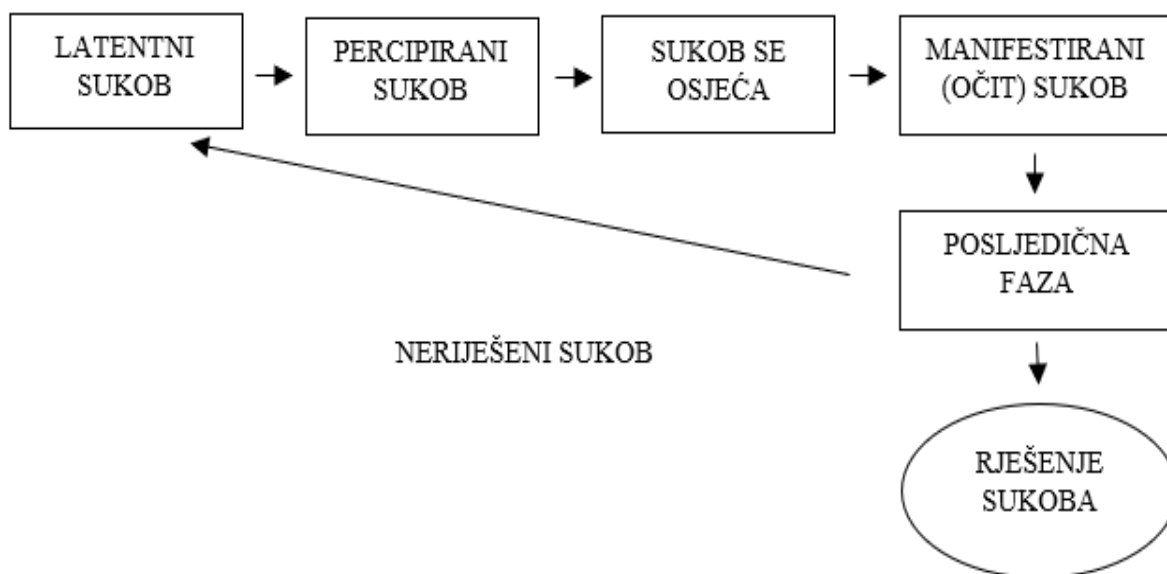 LATENTNI
SUKOB
PERCIPIRANI
SUKOB
SUKOB SE
OSJEĆA
MANIFESTIRANI
(OČIT) SUKOB
POSLJEDIČNA
FAZA
NERIJEŠENI SUKOB
RJEŠENJE
SUKOBA